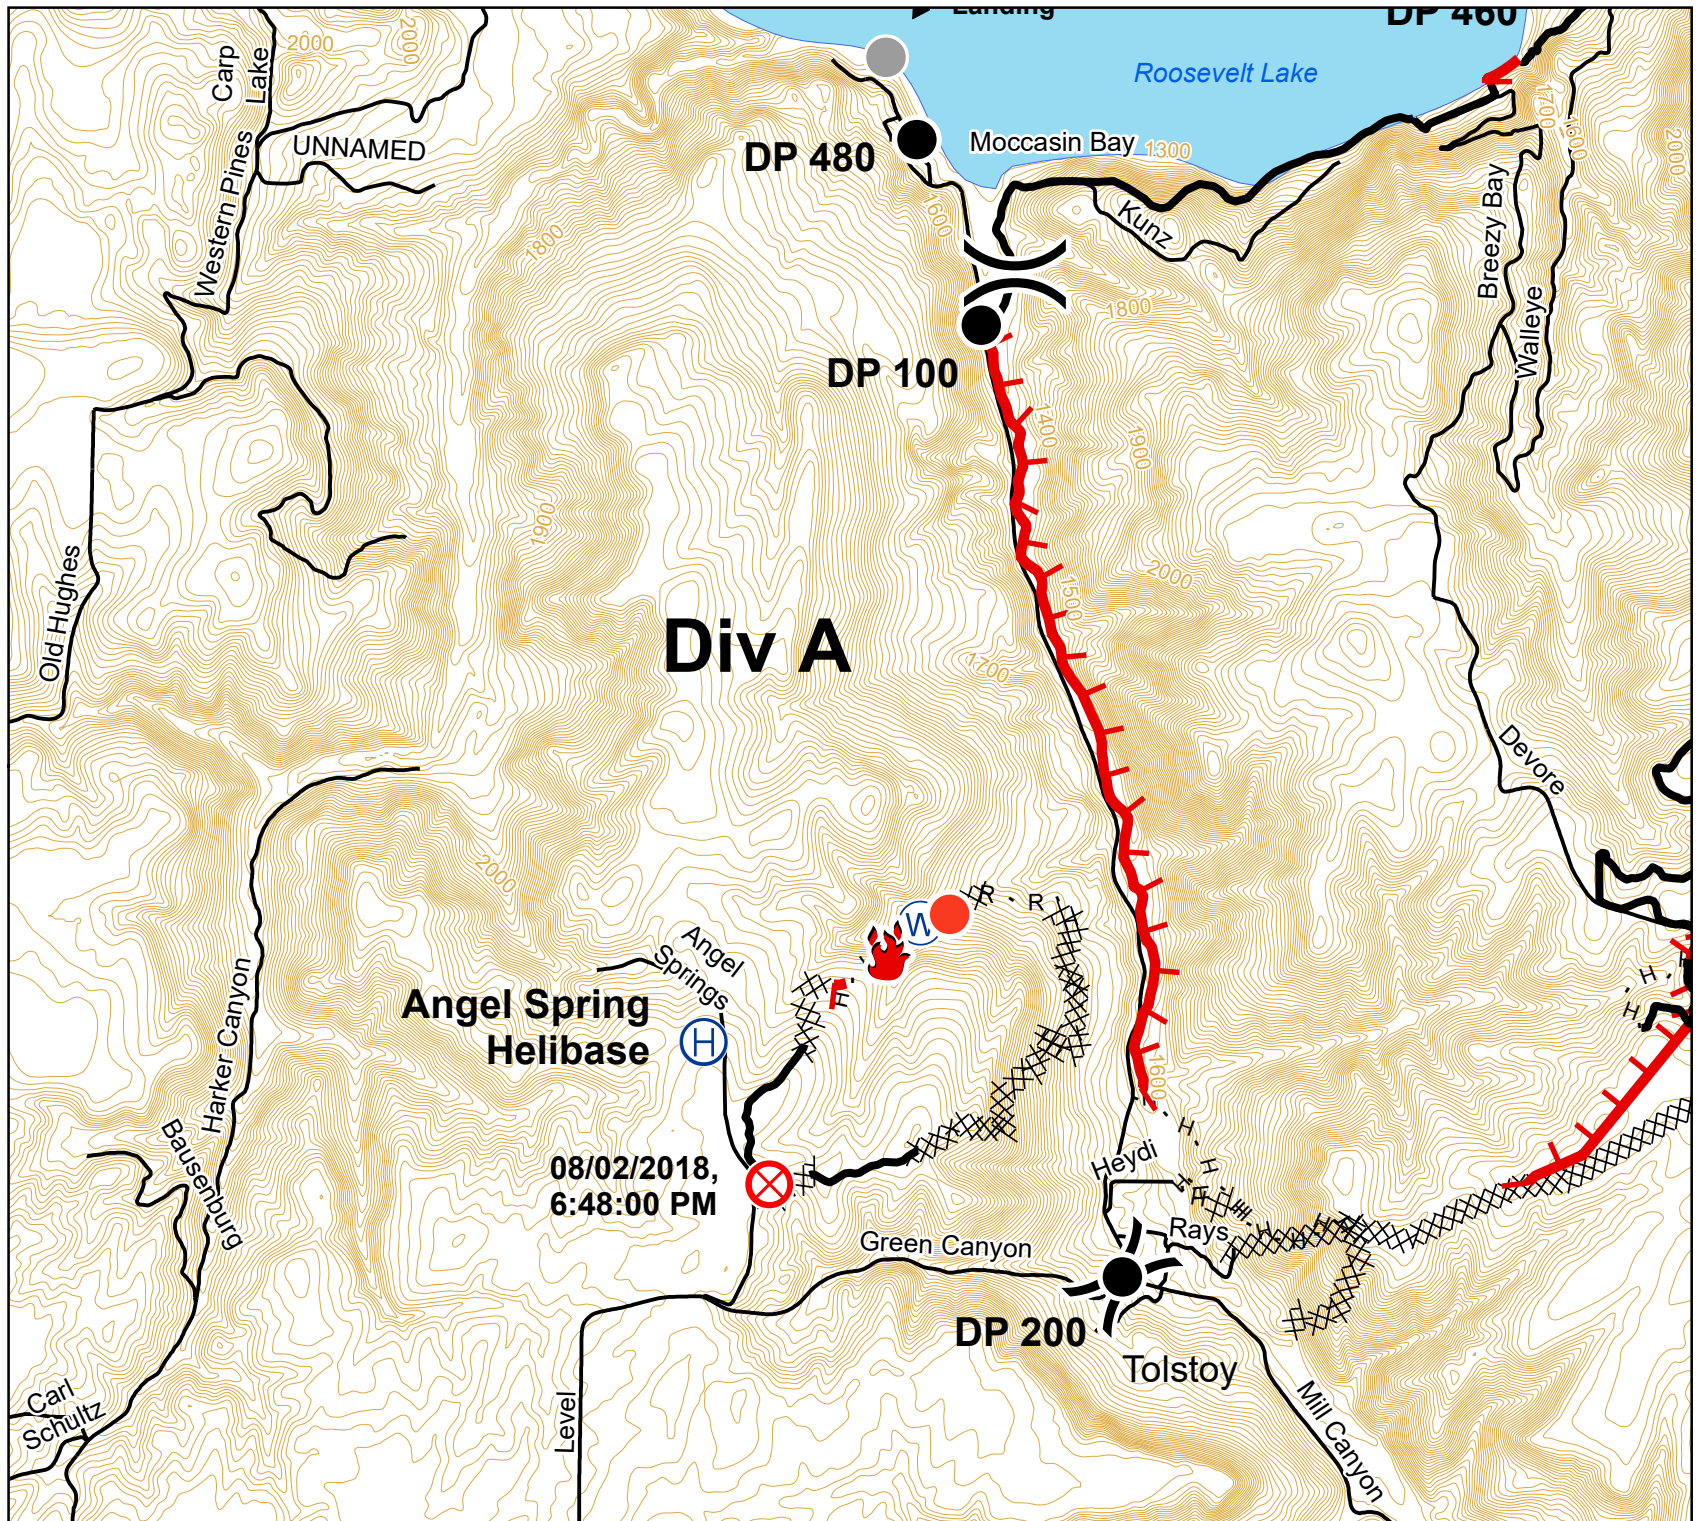 Landing
DP 460
2000
2000
Carp
Lake
Roosevelt Lake
1700
1900
2000
UNNAMED
DP 480
Moccasin Bay
1300
Western Pines
1600
Kunz
Breezy Bay
1800
1800
Walleye
DP 100
1400
1900
1900
2000
1500
Old Hughes
Div A
1700
Devore
2000
R
R
W
Angel
Springs
Angel Spring
Helibase
H
H
H
H
Harker Canyon
1600
H
H
Bausenburg
Heydi
08/02/2018,
6:48:00 PM
H
H
H
H
Rays
Green Canyon
DP 200
Tolstoy
Carl
Schultz
Level
Mill Canyon